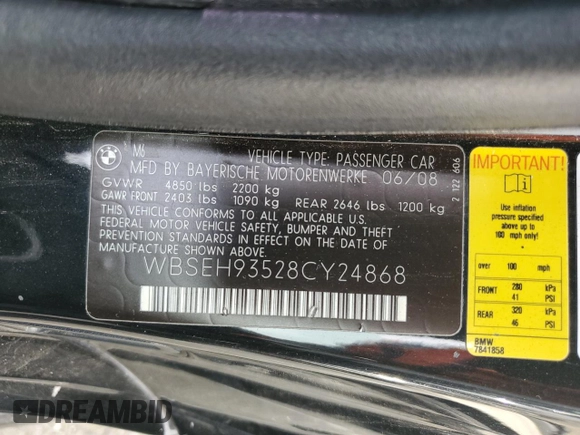 BMW
M6
VEHICLE TYPE: PASSENGER CAR
MFD BY BAYERISCHE MOTORENWERKE 06/08
GVWR 4850 lbs 2200 kg
GAWR FRONT 2403 lbs 1090 kg REAR 2646 lbs 1200 kg
THIS VEHICLE CONFORMS TO ALL APPLICABLE U.S.
FEDERAL MOTOR VEHICLE SAFETY, BUMPER AND THEFT
PREVENTION STANDARDS IN EFFECT ON THE DATE OF
MANUFACTURE SHOWN ABOVE.
WBSEH93528CY24868
2 122 606
IMPORTANT!
Use inflation
pressure specified
above for up to
100 mph only!
over 100 mph
FRONT 280 kPa
41 PSI
REAR 320 kPa
46 PSI
BMW
7841858
DREAMBID